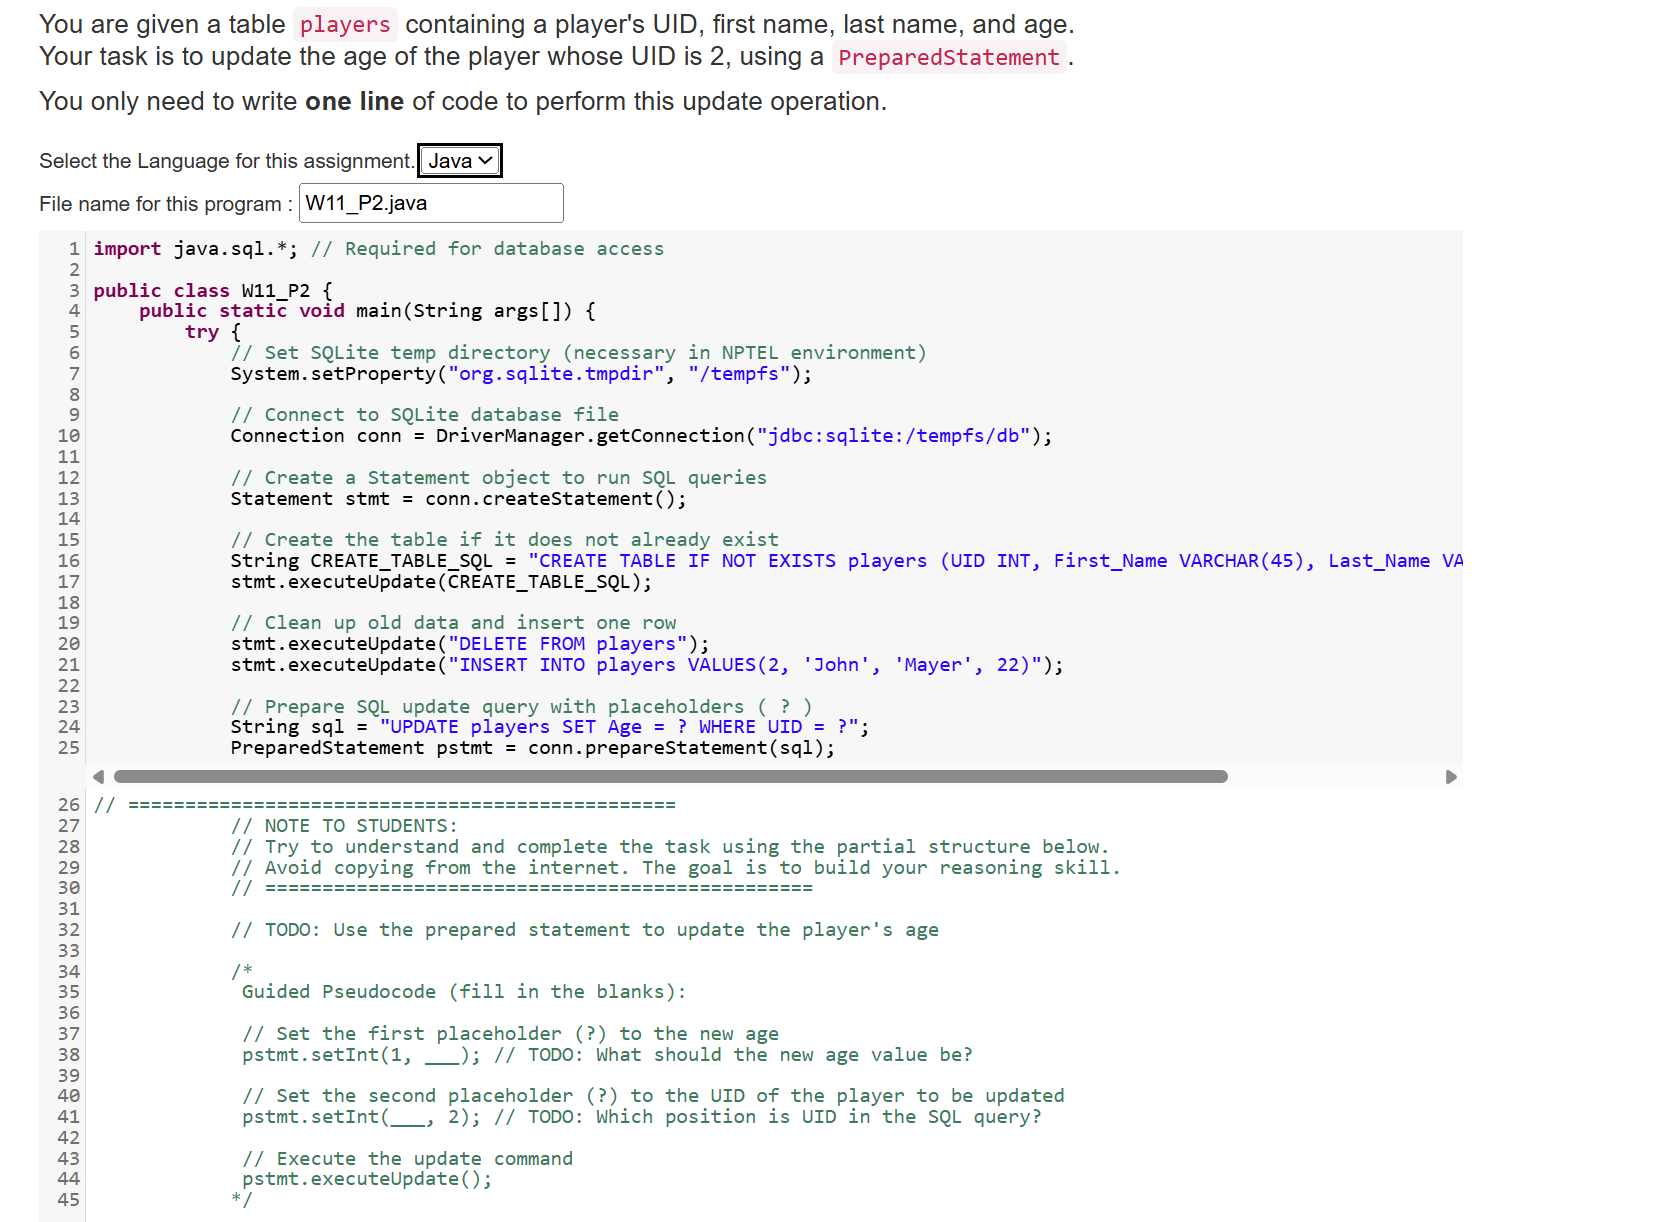 You are given a table players containing a player's UID, first name, last name, and age.
Your task is to update the age of the player whose UID is 2, using a PreparedStatement .
You only need to write one line of code to perform this update operation.
Select the Language for this assignment. Java
File name for this program : W11_P2.java
1 import java.sql.*; // Required for database access
2
3 public class W11_P2 {
4     public static void main(String args[]) {
5         try {
6             // Set SQLite temp directory (necessary in NPTEL environment)
7             System.setProperty("org.sqlite.tmpdir", "/tempfs");
8
9             // Connect to SQLite database file
10             Connection conn = DriverManager.getConnection("jdbc:sqlite:/tempfs/db");
11
12             // Create a Statement object to run SQL queries
13             Statement stmt = conn.createStatement();
14
15             // Create the table if it does not already exist
16             String CREATE_TABLE_SQL = "CREATE TABLE IF NOT EXISTS players (UID INT, First_Name VARCHAR(45), Last_Name VA
17             stmt.executeUpdate(CREATE_TABLE_SQL);
18
19             // Clean up old data and insert one row
20             stmt.executeUpdate("DELETE FROM players");
21             stmt.executeUpdate("INSERT INTO players VALUES(2, 'John', 'Mayer', 22)");
22
23             // Prepare SQL update query with placeholders ( ? )
24             String sql = "UPDATE players SET Age = ? WHERE UID = ?";
25             PreparedStatement pstmt = conn.prepareStatement(sql);
26 // ================================================
27             // NOTE TO STUDENTS:
28             // Try to understand and complete the task using the partial structure below.
29             // Avoid copying from the internet. The goal is to build your reasoning skill.
30             // ================================================
31
32             // TODO: Use the prepared statement to update the player's age
33
34             /*
35              Guided Pseudocode (fill in the blanks):
36
37              // Set the first placeholder (?) to the new age
38              pstmt.setInt(1, ___); // TODO: What should the new age value be?
39
40              // Set the second placeholder (?) to the UID of the player to be updated
41              pstmt.setInt(___, 2); // TODO: Which position is UID in the SQL query?
42
43              // Execute the update command
44              pstmt.executeUpdate();
45             */